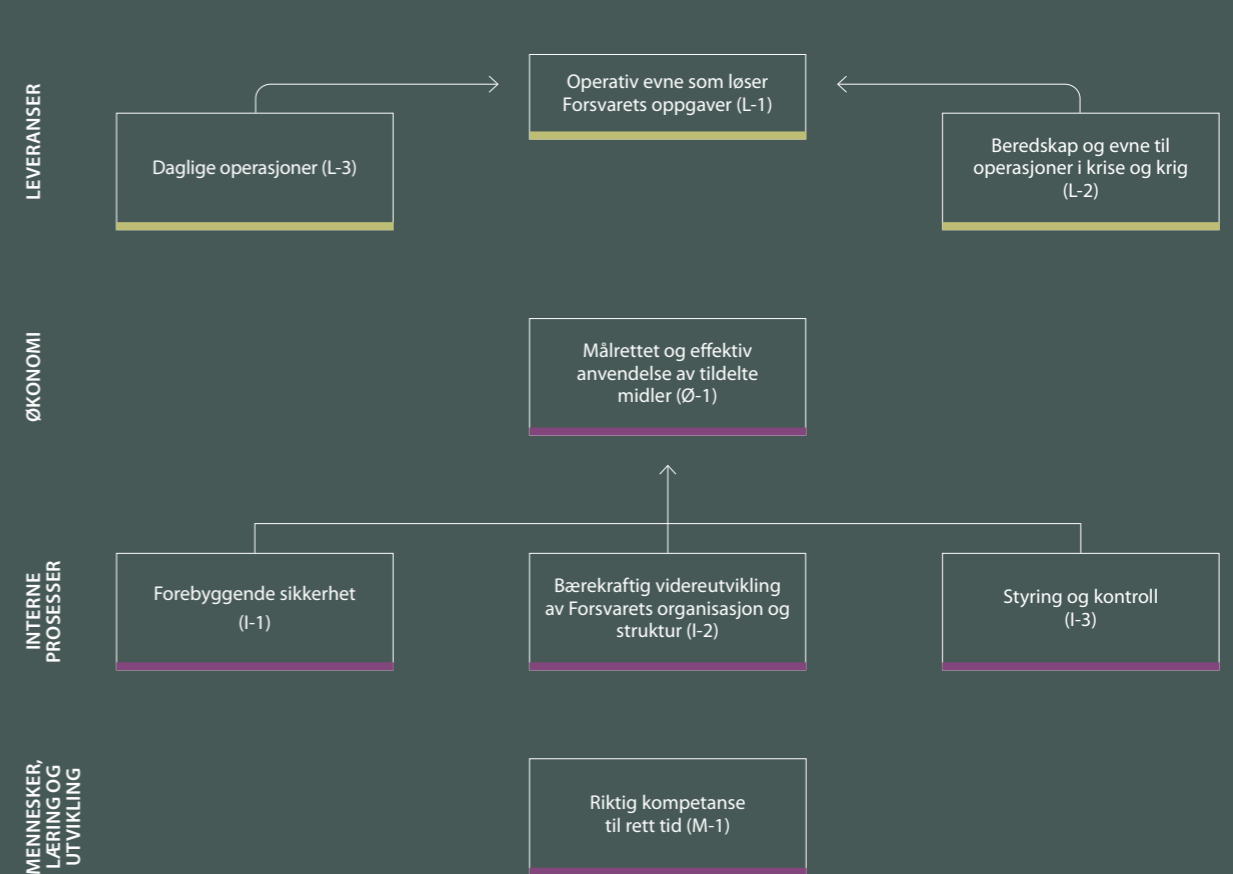 LEVERANSER
Operativ evne som løser
Forsvarets oppgaver (L-1)
Daglige operasjoner (L-3)
Beredskap og evne til
operasjoner i krise og krig
(L-2)
ØKONOMI
Målrettet og effektiv
anvendelse av tildelte
midler (Ø-1)
INTERNE
PROSESSER
Forebyggende sikkerhet
(I-1)
Bærekraftig videreutvikling
av Forsvarets organisasjon og
struktur (I-2)
Styring og kontroll
(I-3)
MENNESKER,
LÆRING OG
UTVIKLING
Riktig kompetanse
til rett tid (M-1)